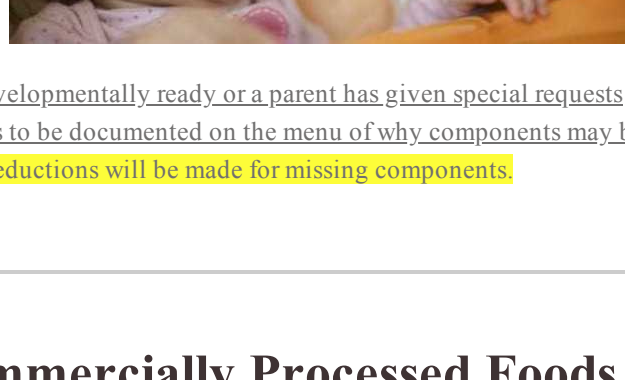 velopmentally ready or a parent has given special requests
s to be documented on the menu of why components may b
eductions will be made for missing components.
mmercially Processed Foods